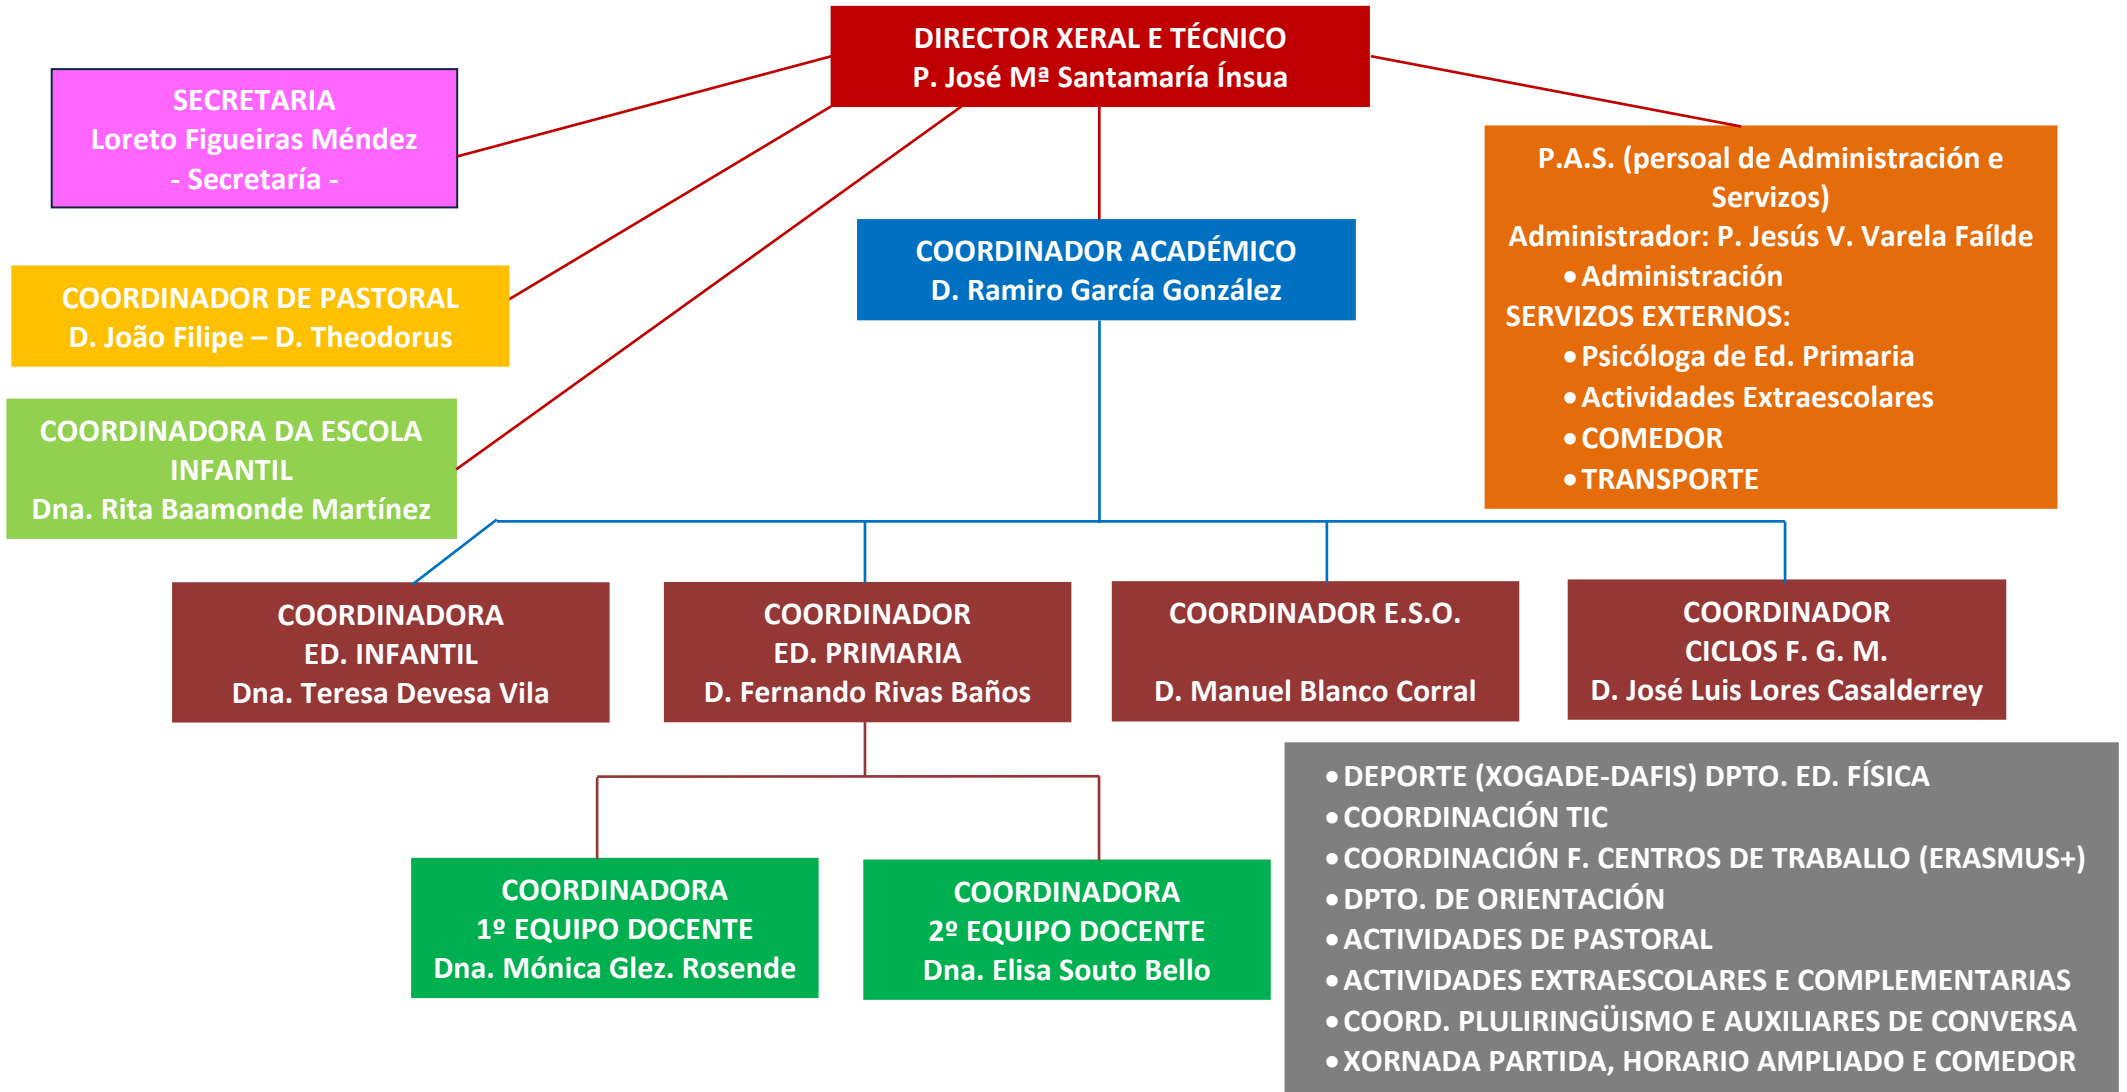 DIRECTOR XERAL E TÉCNICO
P. José Mª Santamaría Ínsua
SECRETARIA
Loreto Figueiras Méndez
- Secretaría -
P.A.S. (persoal de Administración e
Servizos)
Administrador: P. Jesús V. Varela Faílde
• Administración
SERVIZOS EXTERNOS:
• Psicóloga de Ed. Primaria
• Actividades Extraescolares
• COMEDOR
• TRANSPORTE
COORDINADOR ACADÉMICO
D. Ramiro García González
COORDINADOR DE PASTORAL
D. João Filipe – D. Theodorus
COORDINADORA DA ESCOLA
INFANTIL
Dna. Rita Baamonde Martínez
COORDINADORA
ED. INFANTIL
Dna. Teresa Devesa Vila
COORDINADOR
ED. PRIMARIA
D. Fernando Rivas Baños
COORDINADOR E.S.O.
D. Manuel Blanco Corral
COORDINADOR
CICLOS F. G. M.
D. José Luis Lores Casalderrey
COORDINADORA
1º EQUIPO DOCENTE
Dna. Mónica Glez. Rosende
COORDINADORA
2º EQUIPO DOCENTE
Dna. Elisa Souto Bello
• DEPORTE (XOGADE-DAFIS) DPTO. ED. FÍSICA
• COORDINACIÓN TIC
• COORDINACIÓN F. CENTROS DE TRABALLO (ERASMUS+)
• DPTO. DE ORIENTACIÓN
• ACTIVIDADES DE PASTORAL
• ACTIVIDADES EXTRAESCOLARES E COMPLEMENTARIAS
• COORD. PLULIRINGÜISMO E AUXILIARES DE CONVERSA
• XORNADA PARTIDA, HORARIO AMPLIADO E COMEDOR